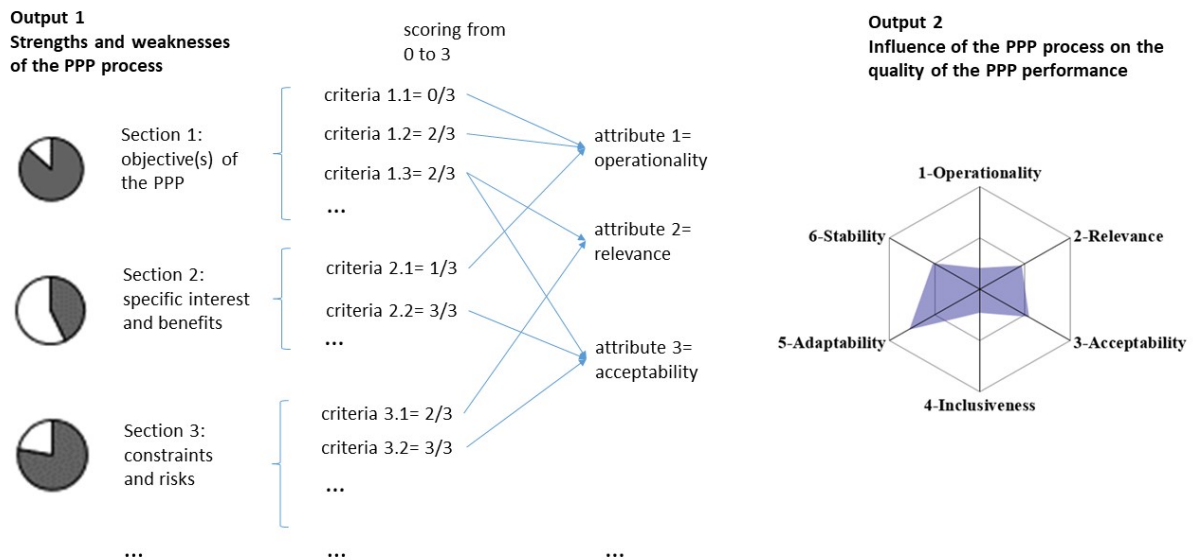 Output 1
Strengths and weaknesses
of the PPP process
scoring from
0 to 3
Section 1:
objective(s) of
the PPP
criteria 1.1= 0/3
criteria 1.2= 2/3
criteria 1.3= 2/3
...
Section 2:
specific interest
and benefits
criteria 2.1= 1/3
criteria 2.2= 3/3
...
Section 3:
constraints
and risks
criteria 3.1= 2/3
criteria 3.2= 3/3
...
...
...
attribute 1=
operationality
attribute 2=
relevance
attribute 3=
acceptability
...
Output 2
Influence of the PPP process on the
quality of the PPP performance
1-Operationality
6-Stability
2-Relevance
5-Adaptability
3-Acceptability
4-Inclusiveness